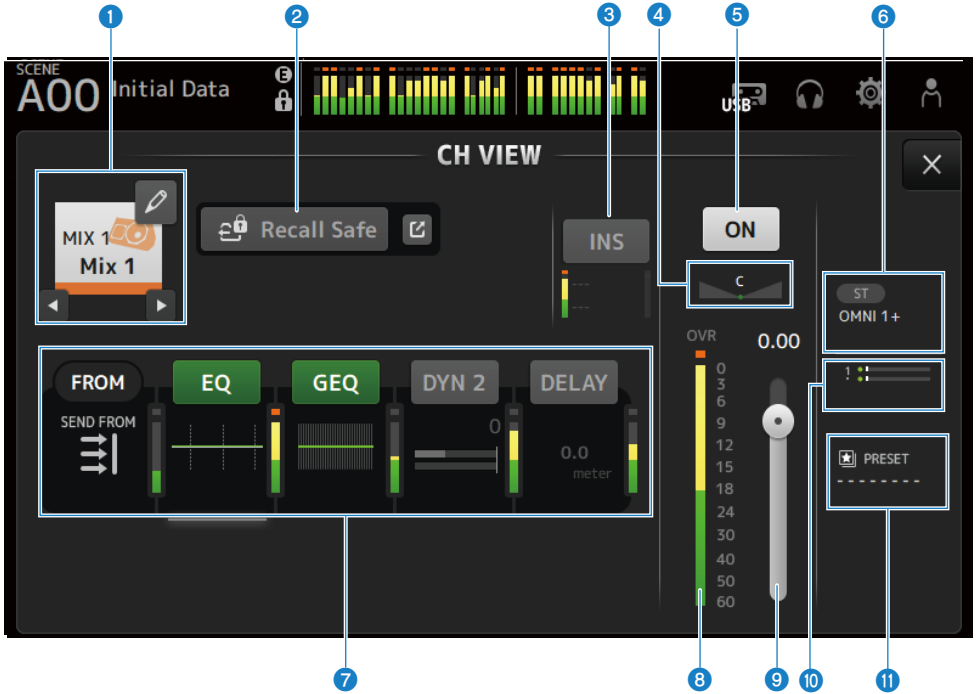 1 2 3 4 5 6
SCENE
A00 Initial Data
E
USB
CH VIEW
MIX 1
Mix 1
Recall Safe
INS
---
---
ON
C
ST
OMNI 1+
OVR
0.00
FROM
EQ
GEQ
DYN 2
DELAY
SEND FROM
0
0.0
meter
0
3
6
9
12
15
18
24
30
40
50
60
1
PRESET
--------
7 8 9 10 11